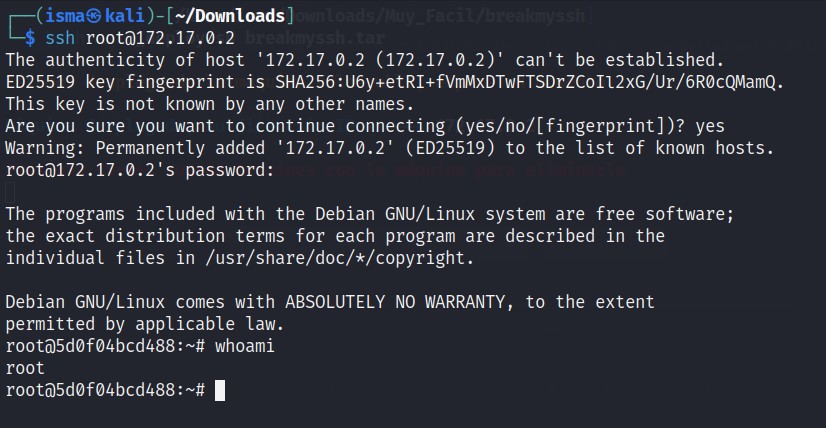 ┌──(isma㉿kali)-[~/Downloads]
└─$ ssh root@172.17.0.2
The authenticity of host '172.17.0.2 (172.17.0.2)' can't be established.
ED25519 key fingerprint is SHA256:U6y+etRI+fVmMxDTwFTSDrZCoIl2xG/Ur/6R0cQMamQ.
This key is not known by any other names.
Are you sure you want to continue connecting (yes/no/[fingerprint])? yes
Warning: Permanently added '172.17.0.2' (ED25519) to the list of known hosts.
root@172.17.0.2's password:
The programs included with the Debian GNU/Linux system are free software;
the exact distribution terms for each program are described in the
individual files in /usr/share/doc/*/copyright.
Debian GNU/Linux comes with ABSOLUTELY NO WARRANTY, to the extent
permitted by applicable law.
root@5d0f04bcd488:~# whoami
root
root@5d0f04bcd488:~#